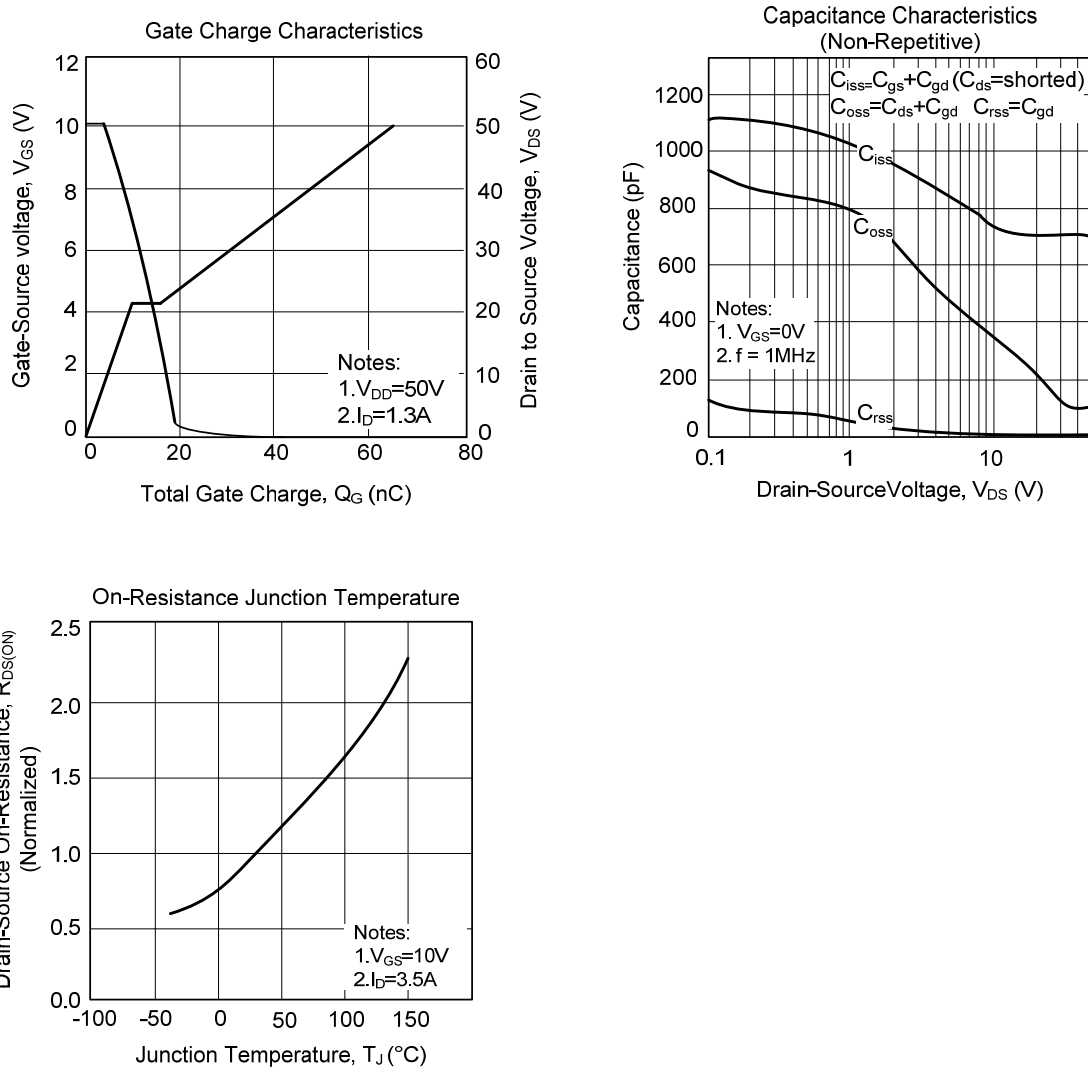 Gate Charge Characteristics
12
10
8
6
4
2
0
60
50
40
30
20
10
0
0 20 40 60 80
Gate-Source voltage, VGS (V)
Drain to Source Voltage, VDS (V)
Notes:
1.VDD=50V
2.ID=1.3A
Total Gate Charge, QG (nC)
Capacitance Characteristics
(Non-Repetitive)
Ciss=Cgs+Cgd (Cds=shorted)
Coss=Cds+Cgd Crss=Cgd
1200
1000
800
600
400
200
0
Capacitance (pF)
Ciss
Coss
Notes:
1. VGS=0V
2. f = 1MHz
Crss
0.1 1 10
Drain-SourceVoltage, VDS (V)
On-Resistance Junction Temperature
2.5
2.0
1.5
1.0
0.5
0.0
Drain-Source On-Resistance, RDS(ON)
(Normalized)
Notes:
1.VGS=10V
2.ID=3.5A
-100 -50 0 50 100 150
Junction Temperature, TJ (°C)